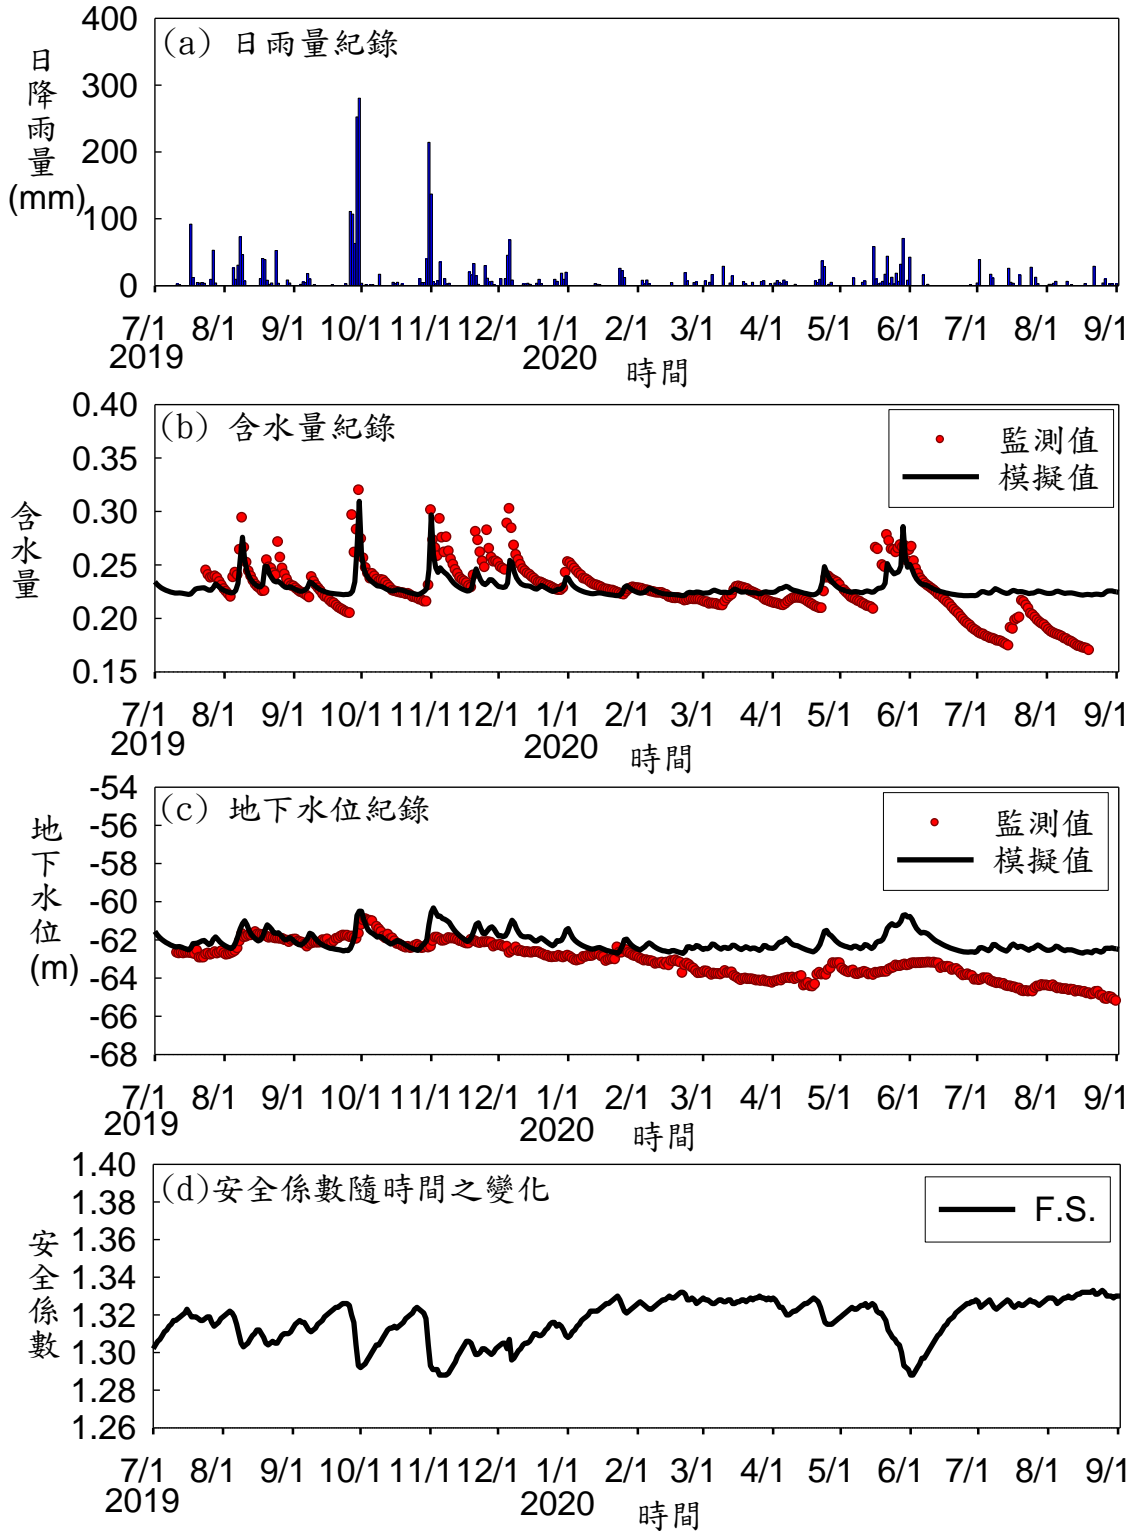 (a) 日雨量紀錄
日降雨量
(mm)
400
300
200
100
0
7/1 8/1 9/1 10/1 11/1 12/1 1/1 2/1 3/1 4/1 5/1 6/1 7/1 8/1 9/1
2019 2020
時間
(b) 含水量紀錄
監測值
模擬值
含水量
0.40
0.35
0.30
0.25
0.20
0.15
7/1 8/1 9/1 10/1 11/1 12/1 1/1 2/1 3/1 4/1 5/1 6/1 7/1 8/1 9/1
2019 2020
時間
(c) 地下水位紀錄
監測值
模擬值
地下水位
(m)
-54
-56
-58
-60
-62
-64
-66
-68
7/1 8/1 9/1 10/1 11/1 12/1 1/1 2/1 3/1 4/1 5/1 6/1 7/1 8/1 9/1
2019 2020
時間
(d)安全係數隨時間之變化
F.S.
安全係數
1.40
1.38
1.36
1.34
1.32
1.30
1.28
1.26
7/1 8/1 9/1 10/1 11/1 12/1 1/1 2/1 3/1 4/1 5/1 6/1 7/1 8/1 9/1
2019 2020
時間